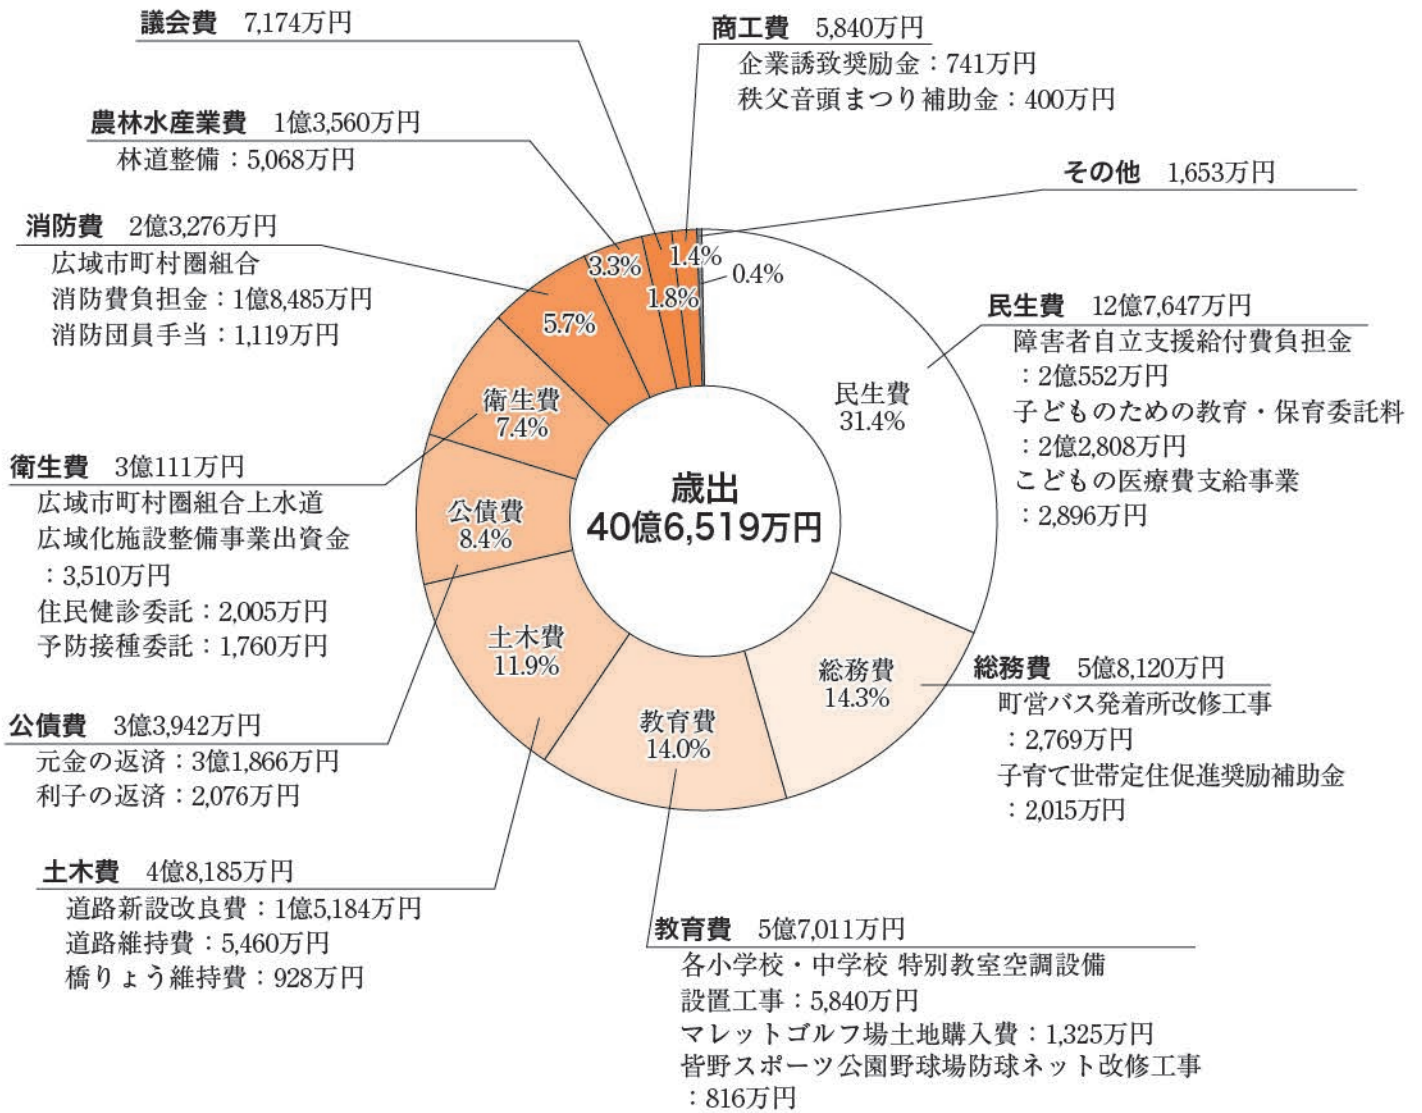 議会費　7,174万円
商工費　5,840万円
企業誘致奨励金：741万円
秩父音頭まつり補助金：400万円
農林水産業費　1億3,560万円
林道整備：5,068万円
その他　1,653万円
消防費　2億3,276万円
広域市町村圏組合
消防費負担金：1億8,485万円
消防団員手当：1,119万円
3.3%
1.4%
0.4%
1.8%
5.7%
民生費　12億7,647万円
障害者自立支援給付費負担金
：2億552万円
子どものための教育・保育委託料
：2億2,808万円
こどもの医療費支給事業
：2,896万円
民生費
31.4%
衛生費
7.4%
衛生費　3億111万円
広域市町村圏組合上水道
広域化施設整備事業出資金
：3,510万円
住民健診委託：2,005万円
予防接種委託：1,760万円
歳出
40億6,519万円
公債費
8.4%
土木費
11.9%
教育費
14.0%
総務費
14.3%
総務費　5億8,120万円
町営バス発着所改修工事
：2,769万円
子育て世帯定住促進奨励補助金
：2,015万円
公債費　3億3,942万円
元金の返済：3億1,866万円
利子の返済：2,076万円
土木費　4億8,185万円
道路新設改良費：1億5,184万円
道路維持費：5,460万円
橋りょう維持費：928万円
教育費　5億7,011万円
各小学校・中学校 特別教室空調設備
設置工事：5,840万円
マレットゴルフ場土地購入費：1,325万円
皆野スポーツ公園野球場防球ネット改修工事
：816万円